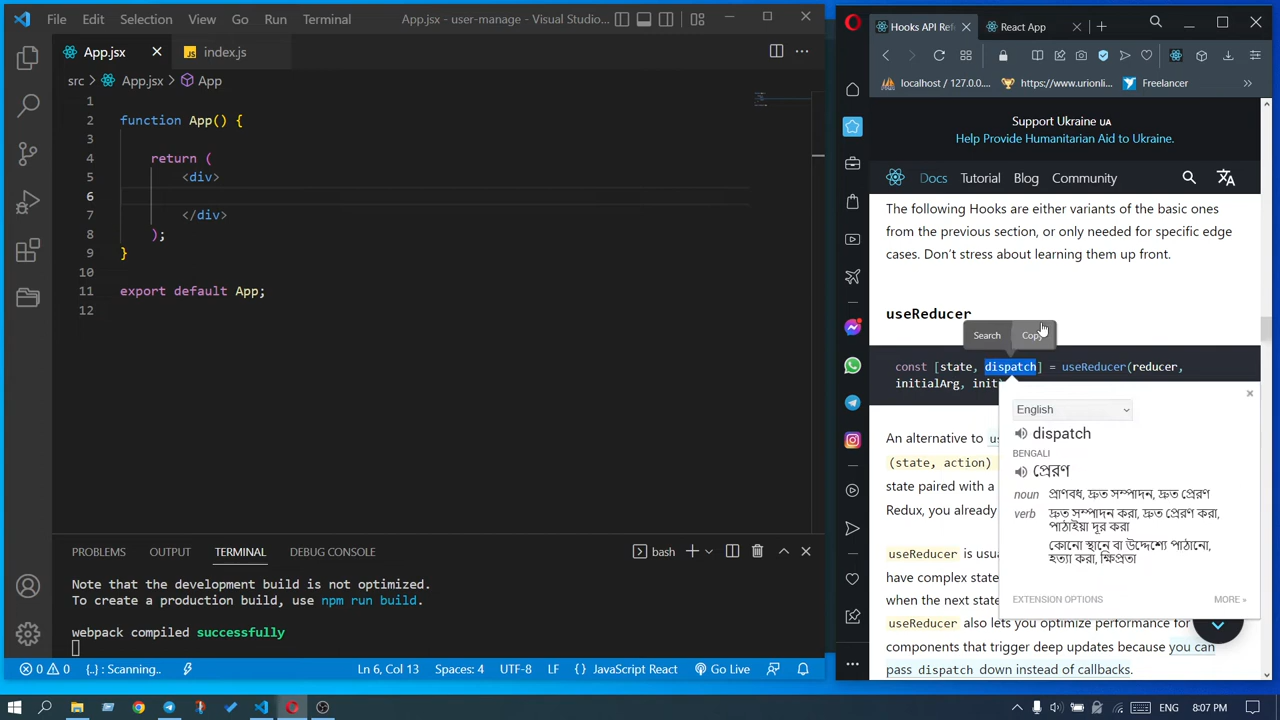 File Edit Selection View Go Run Terminal App.jsx - user-manage - Visual Studio...
App.jsx
JS index.js
src > App.jsx > App
1
2 function App() {
3
4 return (
5 <div>
6
7 </div>
8 );
9 }
10
11 export default App;
12
PROBLEMS OUTPUT TERMINAL DEBUG CONSOLE
bash
Note that the development build is not optimized.
To create a production build, use npm run build.
webpack compiled successfully
0 0 {..} : Scanning.. Ln 6, Col 13 Spaces: 4 UTF-8 LF { } JavaScript React Go Live
Hooks API Ref
React App
localhost / 127.0.0.... https://www.urionli... Freelancer
Support Ukraine UA
Help Provide Humanitarian Aid to Ukraine.
Docs Tutorial Blog Community
The following Hooks are either variants of the basic ones
from the previous section, or only needed for specific edge
cases. Don't stress about learning them up front.
useReducer
Search Copy
const [state, dispatch] = useReducer(reducer,
initialArg, init
English
dispatch
BENGALI
প্রেরণ
noun প্রাণবধ, দ্রুত সম্পাদন, দ্রুত প্রেরণ
verb দ্রুত সম্পাদন করা, দ্রুত প্রেরণ করা,
পাঠাইয়া দূর করা
কোনো স্থানে বা উদ্দেশ্যে পাঠানো,
হত্যা করা, ক্ষিপ্রতা
EXTENSION OPTIONS MORE »
An alternative to
(state, action)
state paired with a
Redux, you already
useReducer is usua
have complex state
when the next state
useReducer also lets you optimize performance for
components that trigger deep updates because you can
pass dispatch down instead of callbacks.
ENG 8:07 PM